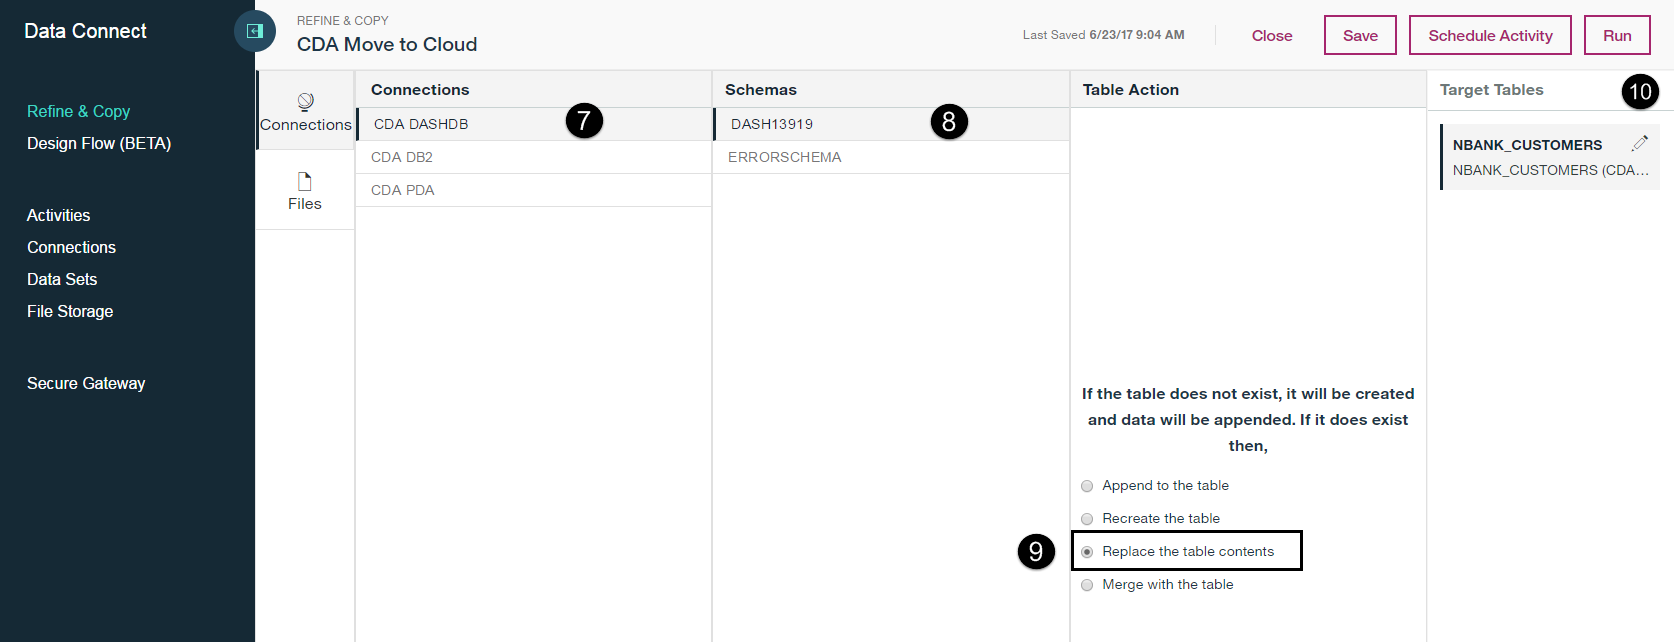 Data Connect
Refine & Copy
Design Flow (BETA)
Activities
Connections
Data Sets
File Storage
Secure Gateway
REFINE & COPY
CDA Move to Cloud
Last Saved 6/23/17 9:04 AM
Close
Save
Schedule Activity
Run
Connections
Files
Connections
CDA DASHDB
7
CDA DB2
CDA PDA
Schemas
DASH13919
8
ERRORSCHEMA
Table Action
If the table does not exist, it will be created
and data will be appended. If it does exist
then,
Append to the table
Recreate the table
9
Replace the table contents
Merge with the table
Target Tables
10
NBANK_CUSTOMERS
NBANK_CUSTOMERS (CDA...